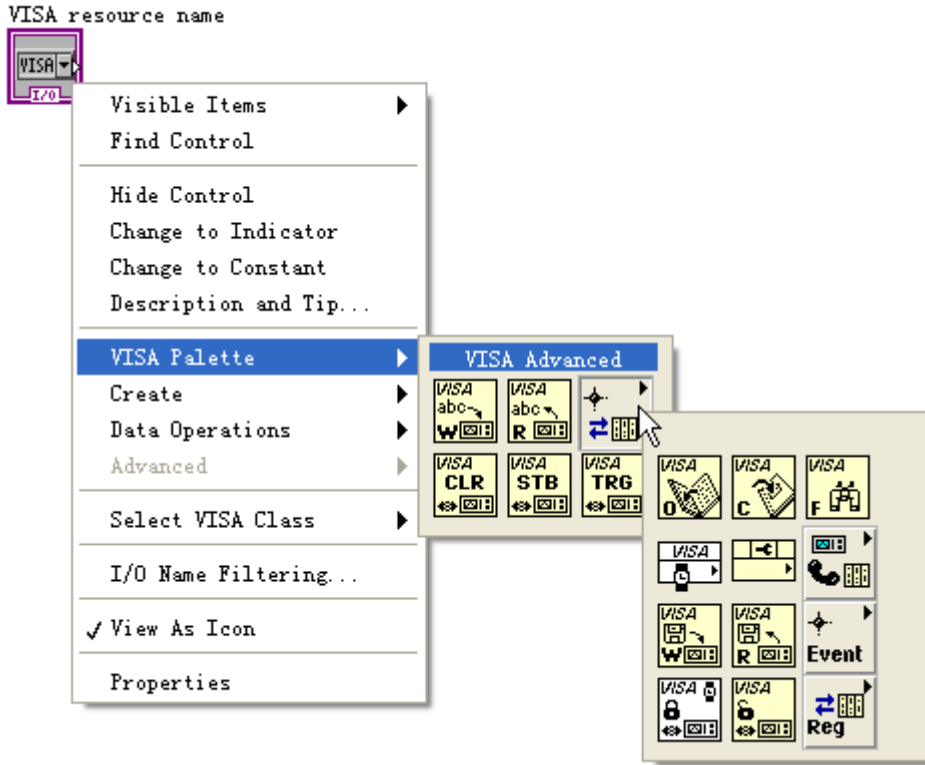 VISA resource name
VISA
I/O
Visible Items
Find Control
Hide Control
Change to Indicator
Change to Constant
Description and Tip...
VISA Palette
Create
Data Operations
Advanced
Select VISA Class
I/O Name Filtering...
View As Icon
Properties
VISA Advanced
VISA abc W
VISA abc R
VISA CLR
VISA STB
VISA TRG
VISA O
VISA C
VISA F
VISA
VISA W
VISA R
Event
VISA
VISA
Reg